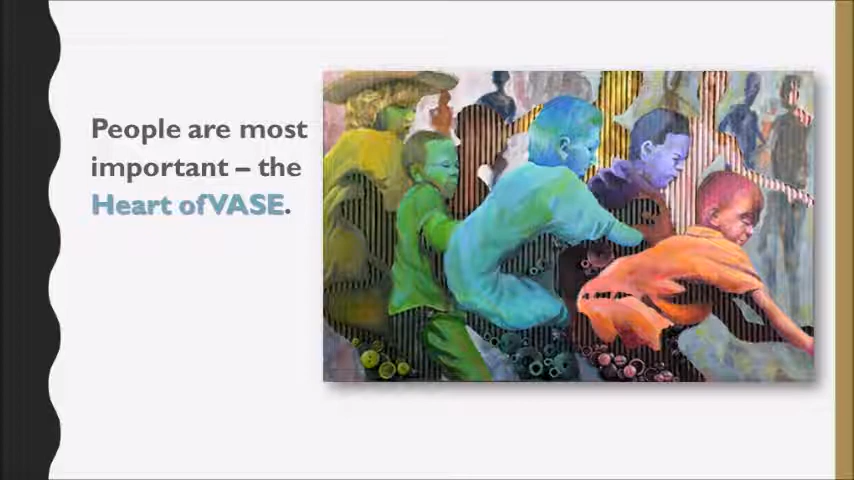 People are most
important – the
Heart of VASE.